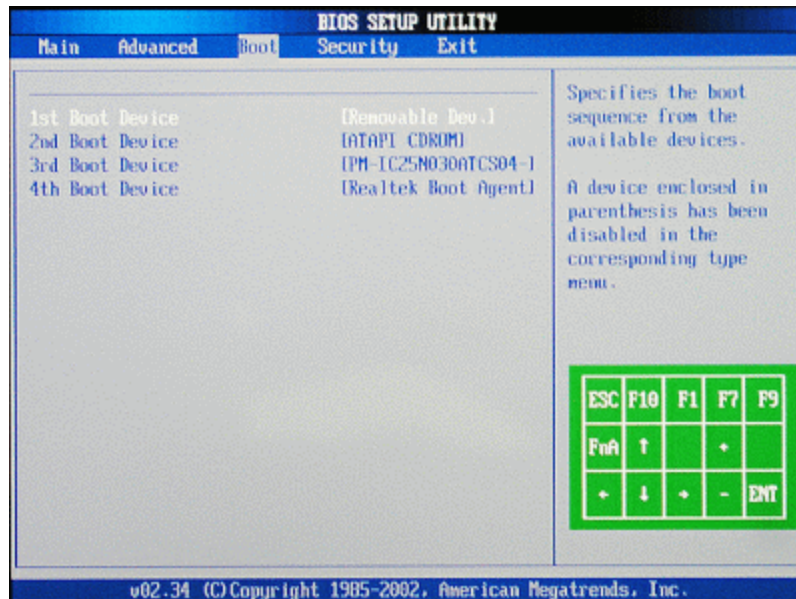 BIOS SETUP UTILITY
Main Advanced Boot Security Exit
1st Boot Device [Removable Dev.]
2nd Boot Device [ATAPI CDROM]
3rd Boot Device [PM-IC25N030ATCS04-]
4th Boot Device [Realtek Boot Agent]
Specifies the boot
sequence from the
available devices.
A device enclosed in
parenthesis has been
disabled in the
corresponding type
menu.
ESC F10 F1 F7 F9
FnA ↑ +
← ↓ → - ENT
v02.34 (C)Copyright 1985-2002, American Megatrends, Inc.